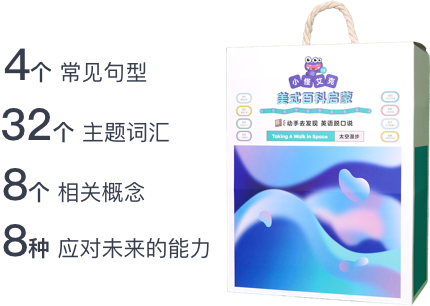 4个 常见句型
32个 主题词汇
8个 相关概念
8种 应对未来的能力
小怪艾克
美式百科启蒙
动手去发现 英语脱口说
Taking A Walk in Space 太空漫步